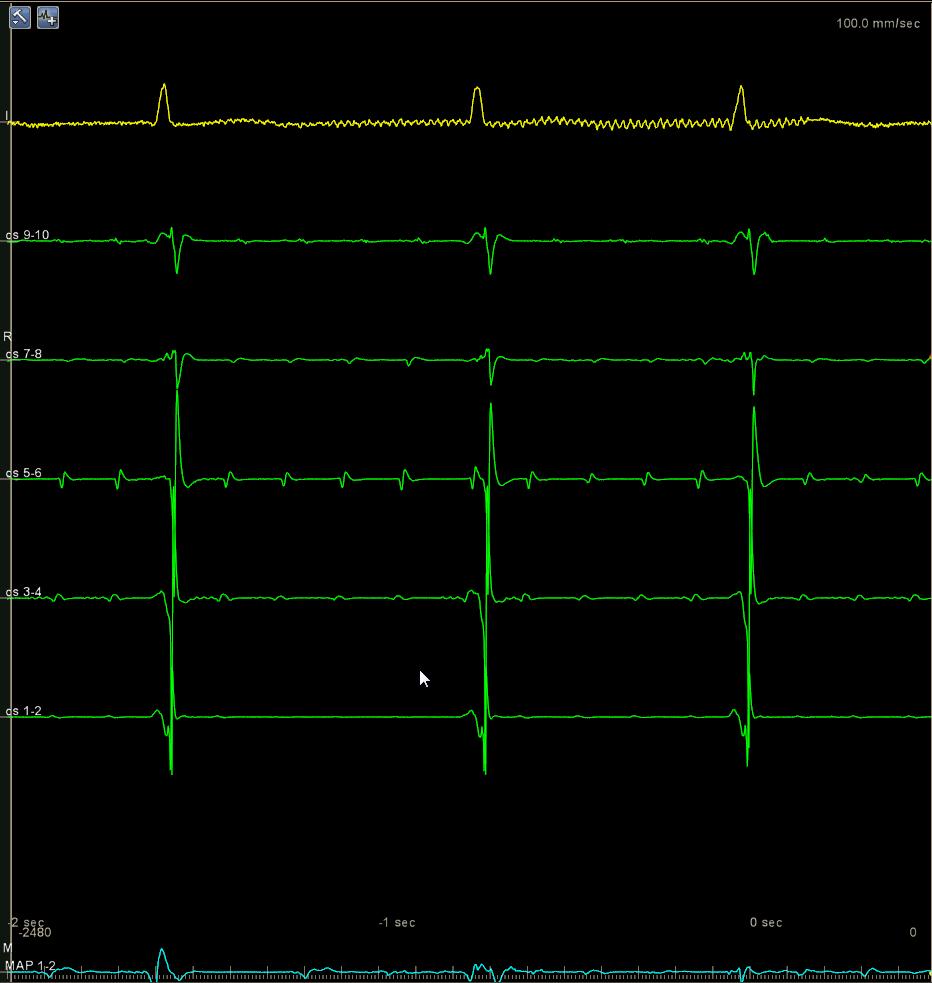 100.0 mm/sec
I
cs 9-10
R
cs 7-8
cs 5-6
cs 3-4
cs 1-2
-2 sec
-1 sec
0 sec
-2480
0
M
MAP 1-2